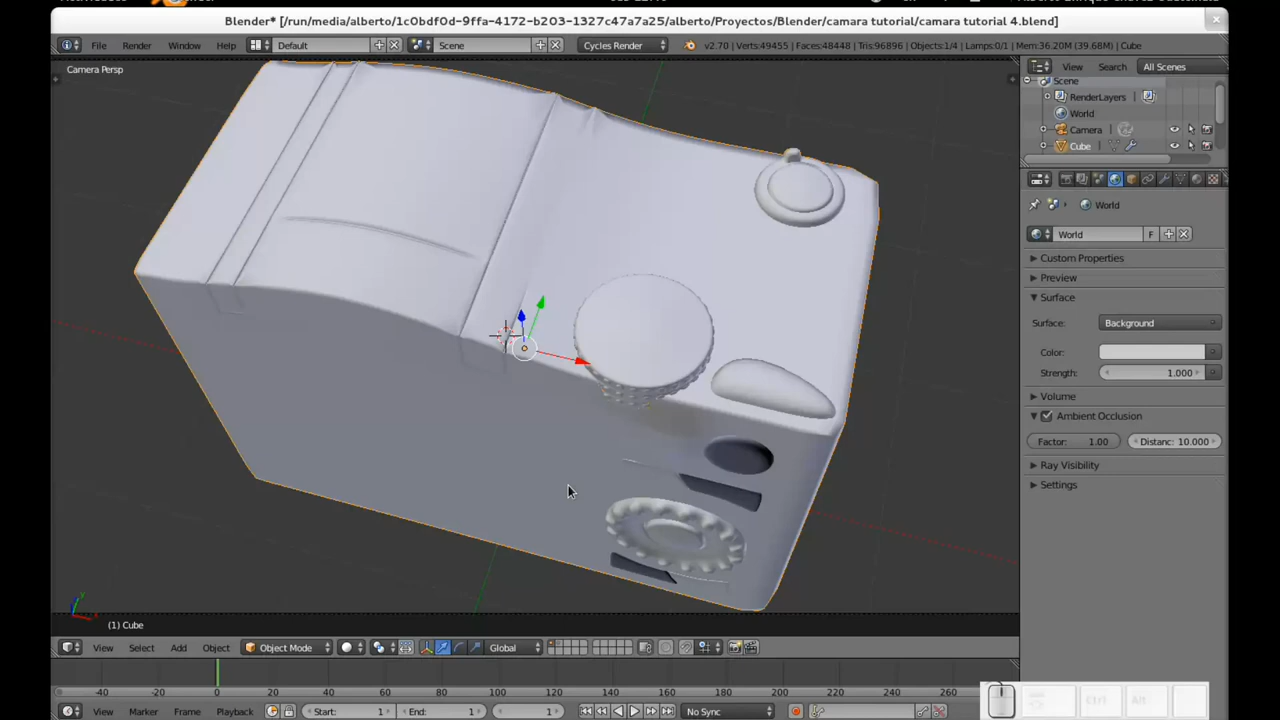 Blender* [/run/media/alberto/1c0bdf0d-9ffa-4172-b203-1327c47a7a25/alberto/Proyectos/Blender/camara tutorial/camara tutorial 4.blend]
File Render Window Help Default Scene Cycles Render v2.70 | Verts:49455 | Faces:48448 | Tris:96896 | Objects:1/4 | Lamps:0/1 | Mem:36.20M (39.68M) | Cube
Camera Persp
View Search All Scenes
Scene
RenderLayers
World
Camera
Cube
World
World F
Custom Properties
Preview
Surface
Surface: Background
Color:
Strength: 1.000
Volume
Ambient Occlusion
Factor: 1.00 Distanc: 10.000
Ray Visibility
Settings
(1) Cube
View Select Add Object Object Mode Global
-40 -20 0 20 40 60 80 100 120 140 160 180 200 220 240 260
View Marker Frame Playback Start: 1 End: 1 1 No Sync
Ctrl Alt